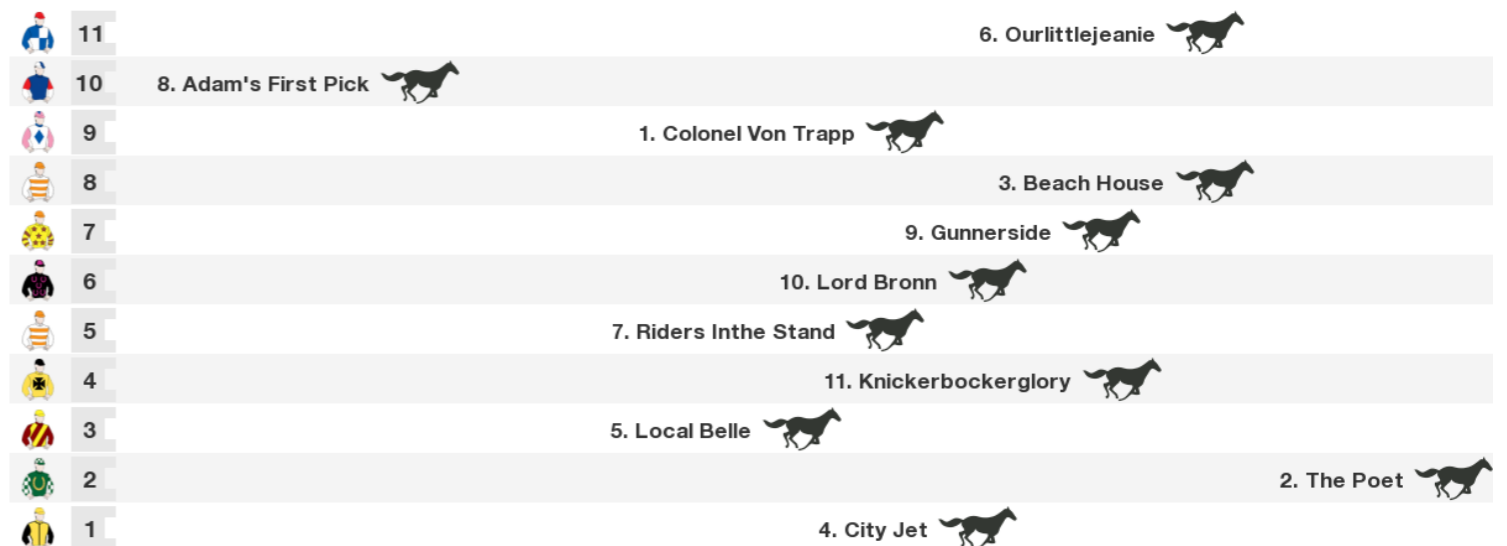 11 6. Ourlittlejeanie
10 8. Adam's First Pick
9 1. Colonel Von Trapp
8 3. Beach House
7 9. Gunnerside
6 10. Lord Bronn
5 7. Riders Inthe Stand
4 11. Knickerbockerglory
3 5. Local Belle
2 2. The Poet
1 4. City Jet